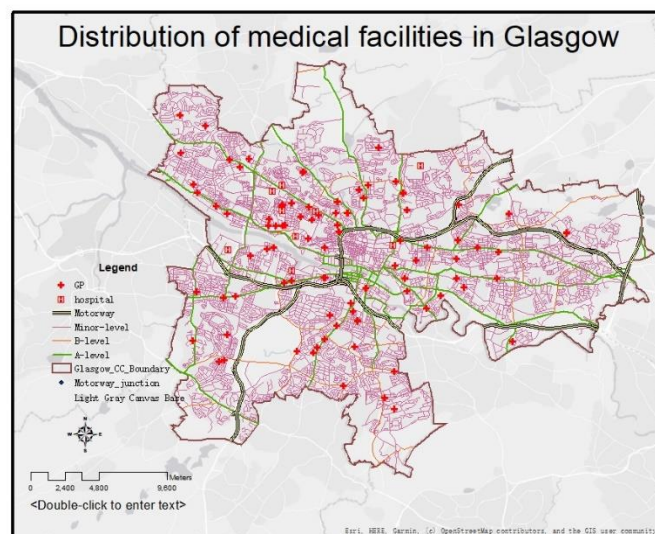 Distribution of medical facilities in Glasgow
Legend
GP
hospital
Motorway
Minor-level
B-level
A-level
Glasgow_CC_Boundary
Motorway_junction
Light Gray Canvas Base
N
W E
S
Meters
0 2,400 4,800 9,600
<Double-click to enter text>
Esri, HERE, Garmin, (c) OpenStreetMap contributors, and the GIS user community